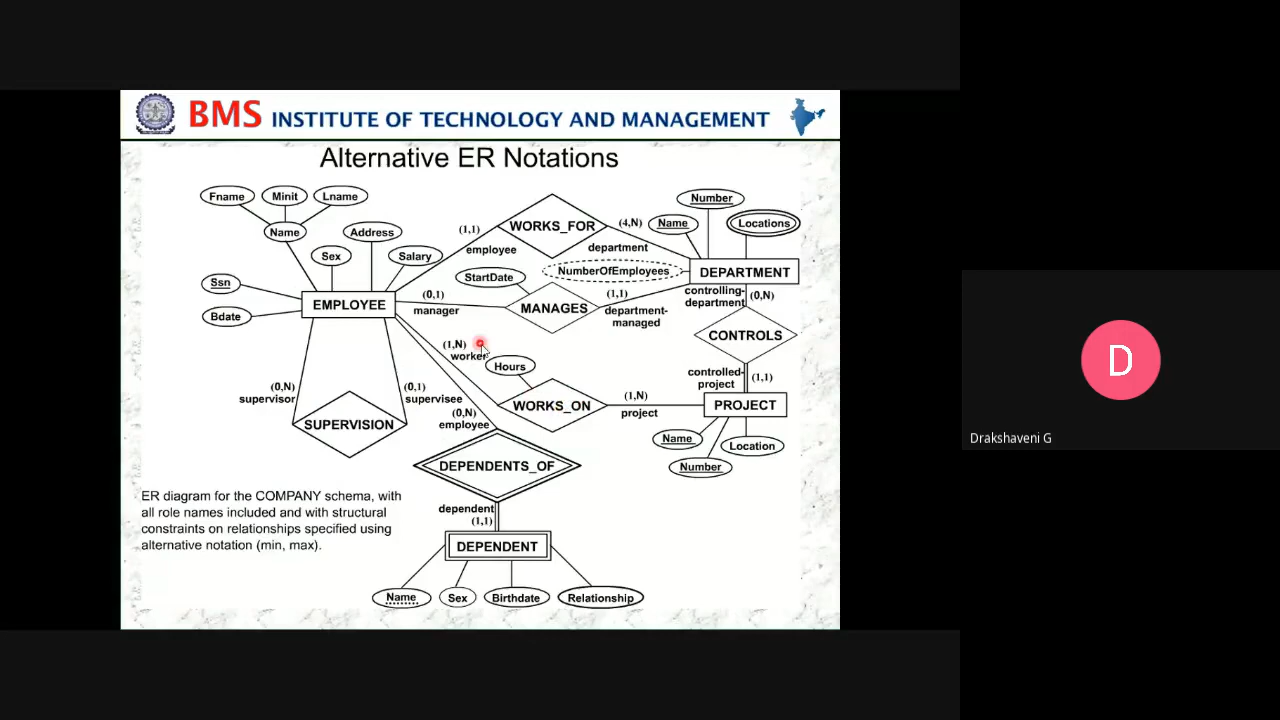 BMS INSTITUTE OF TECHNOLOGY AND MANAGEMENT
Alternative ER Notations
Fname
Minit
Lname
Name
Address
Sex
Salary
Ssn
Bdate
EMPLOYEE
(1,1)
employee
WORKS_FOR
(4,N)
department
Number
Name
Locations
NumberOfEmployees
DEPARTMENT
StartDate
(0,1)
manager
MANAGES
(1,1)
department-
managed
controlling-
department
(0,N)
CONTROLS
controlled-
project
(1,1)
(1,N)
worker
Hours
WORKS_ON
(1,N)
project
PROJECT
Name
Number
Location
(0,N)
supervisor
(0,1)
supervisee
SUPERVISION
(0,N)
employee
DEPENDENTS_OF
dependent
(1,1)
DEPENDENT
Name
Sex
Birthdate
Relationship
ER diagram for the COMPANY schema, with
all role names included and with structural
constraints on relationships specified using
alternative notation (min, max).
D
Drakshaveni G